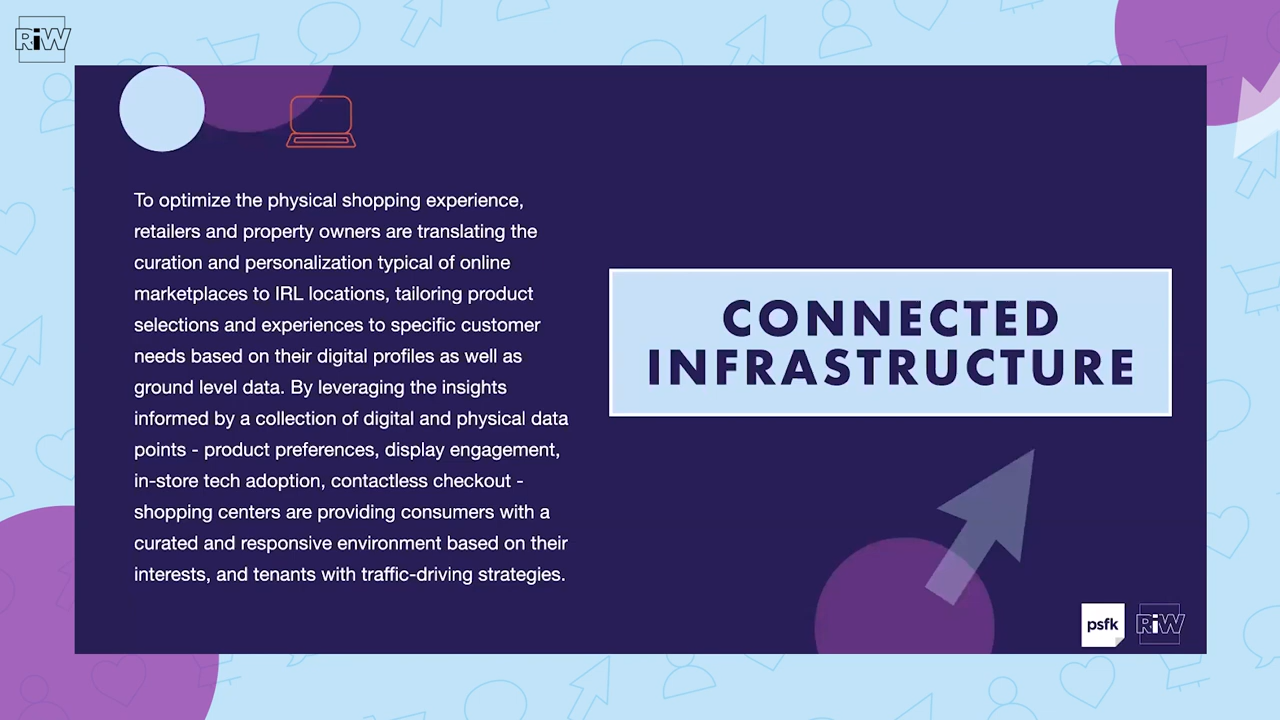 RiW
To optimize the physical shopping experience,
retailers and property owners are translating the
curation and personalization typical of online
marketplaces to IRL locations, tailoring product
selections and experiences to specific customer
needs based on their digital profiles as well as
ground level data. By leveraging the insights
informed by a collection of digital and physical data
points - product preferences, display engagement,
in-store tech adoption, contactless checkout -
shopping centers are providing consumers with a
curated and responsive environment based on their
interests, and tenants with traffic-driving strategies.
CONNECTED
INFRASTRUCTURE
psfk
RiW